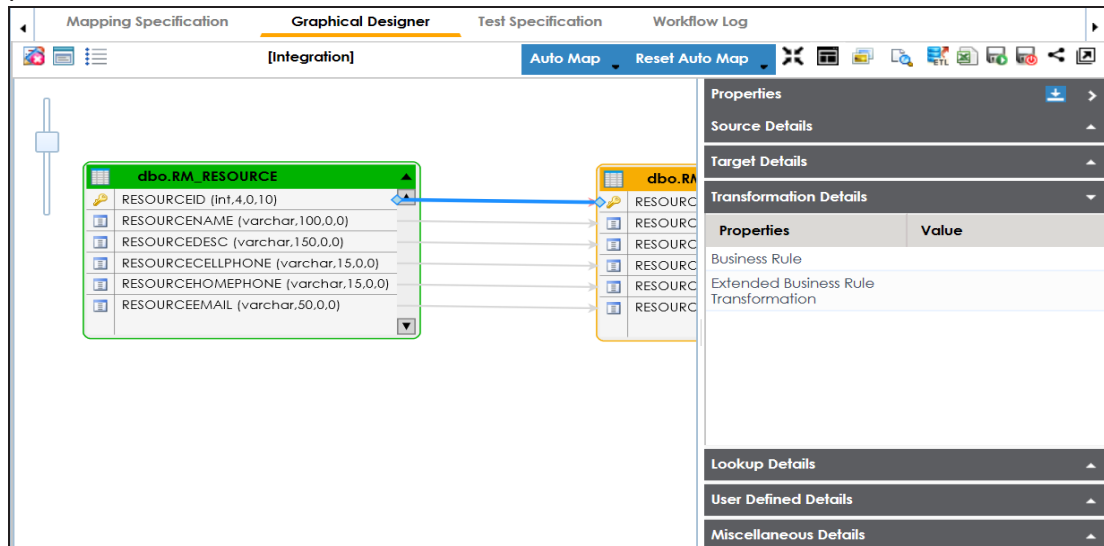 Mapping Specification Graphical Designer Test Specification Workflow Log
[Integration] Auto Map Reset Auto Map ETL
Properties
Source Details
Target Details
Transformation Details
Properties Value
Business Rule
Extended Business Rule
Transformation
Lookup Details
User Defined Details
Miscellaneous Details
dbo.RM_RESOURCE
RESOURCEID (int,4,0,10)
RESOURCENAME (varchar,100,0,0)
RESOURCEDESC (varchar,150,0,0)
RESOURCECELLPHONE (varchar,15,0,0)
RESOURCEHOMEPHONE (varchar,15,0,0)
RESOURCEEMAIL (varchar,50,0,0)
dbo.RM
RESOURC
RESOURC
RESOURC
RESOURC
RESOURC
RESOURC